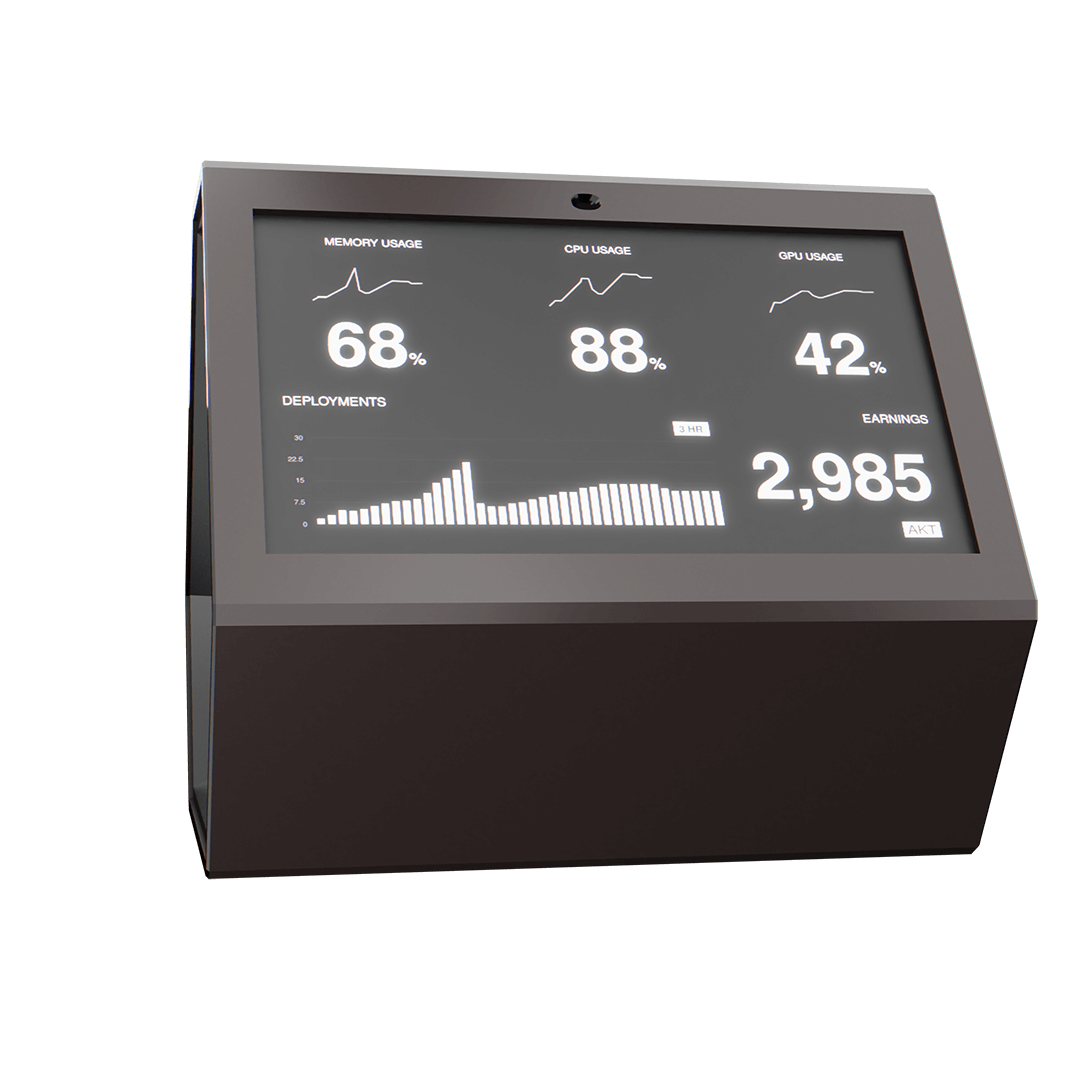 MEMORY USAGE
68%
CPU USAGE
88%
GPU USAGE
42%
DEPLOYMENTS
3 HR
30
22.5
15
7.5
0
EARNINGS
2,985
AKT